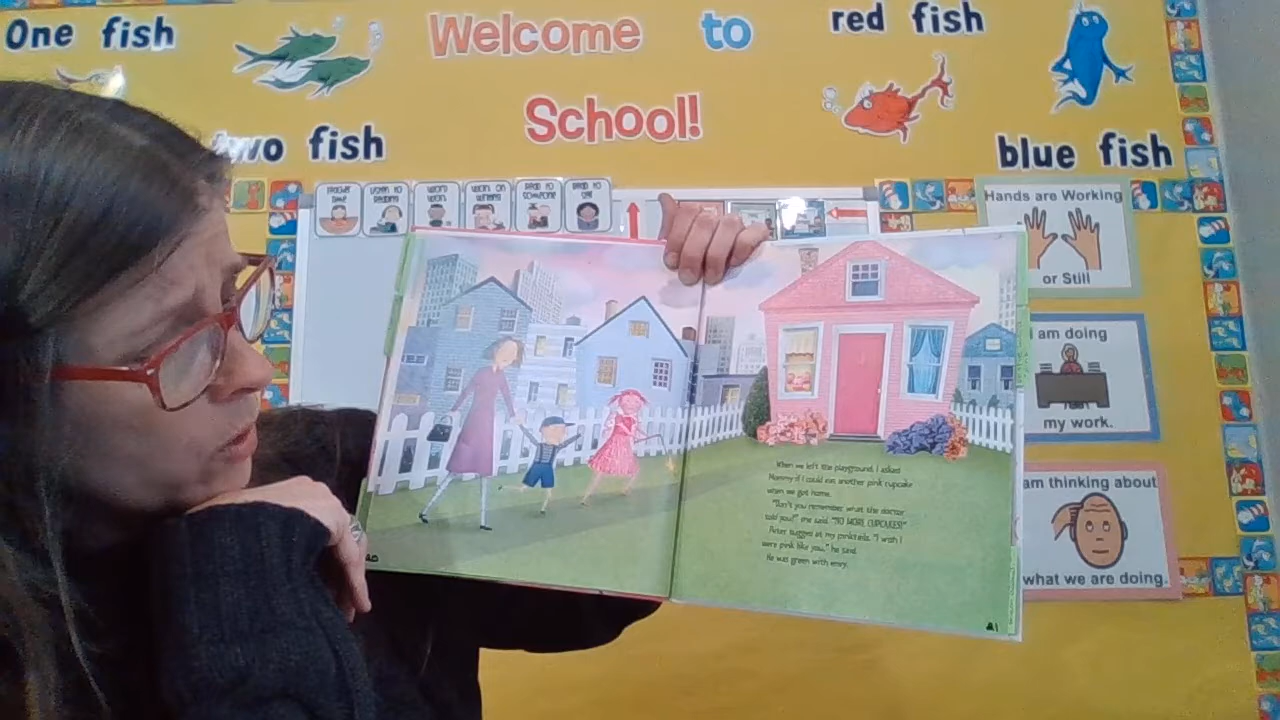 One fish
Welcome to
red fish
School!
two fish
blue fish
Hands are Working
or Still
I am doing
my work.
am thinking about
what we are doing.
When we left the playground, I asked
Mommy if I could eat another pink cupcake
when we got home.
"Don't you remember what the doctor
told you?" she said. "NO MORE CUPCAKES!"
Peter tugged at my pinktails. "I wish I
were pink like you," he said.
He was green with envy.
20
21